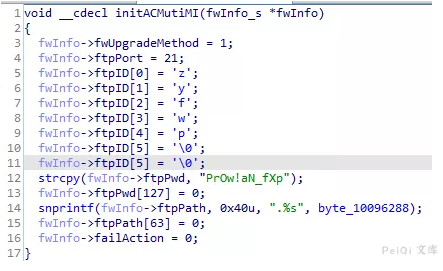 1 void __cdecl initACMutiMI(fwInfo_s *fwInfo)
2 {
3 fwInfo->fwUpgradeMethod = 1;
4 fwInfo->ftpPort = 21;
5 fwInfo->ftpID[0] = 'z';
6 fwInfo->ftpID[1] = 'y';
7 fwInfo->ftpID[2] = 'f';
8 fwInfo->ftpID[3] = 'w';
9 fwInfo->ftpID[4] = 'p';
10 fwInfo->ftpID[5] = '\0';
11 fwInfo->ftpID[5] = '\0';
12 strcpy(fwInfo->ftpPwd, "PrOw!aN_fXp");
13 fwInfo->ftpPwd[127] = 0;
14 snprintf(fwInfo->ftpPath, 0x40u, ".%s", byte_10096288);
15 fwInfo->ftpPath[63] = 0;
16 fwInfo->failAction = 0;
17 }
PeiQi 文库